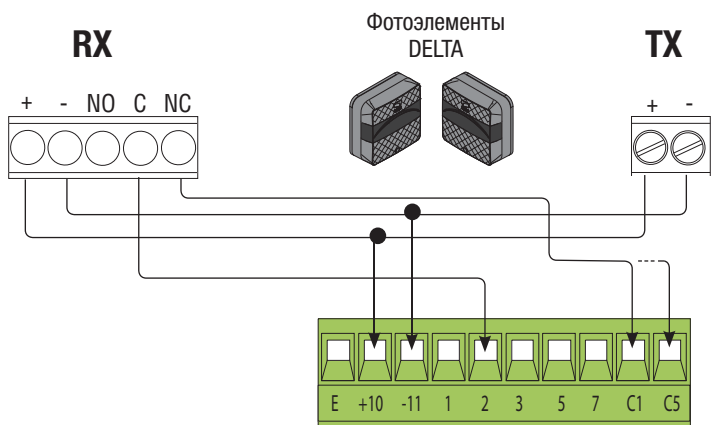 Фотоэлементы
DELTA
RX
TX
+ - NO C NC
+ -
E +10 -11 1 2 3 5 7 C1 C5